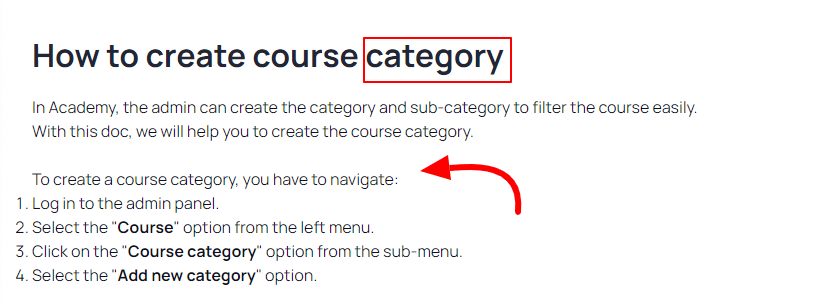 How to create course category
In Academy, the admin can create the category and sub-category to filter the course easily.
With this doc, we will help you to create the course category.
To create a course category, you have to navigate:
1. Log in to the admin panel.
2. Select the "Course" option from the left menu.
3. Click on the "Course category" option from the sub-menu.
4. Select the "Add new category" option.